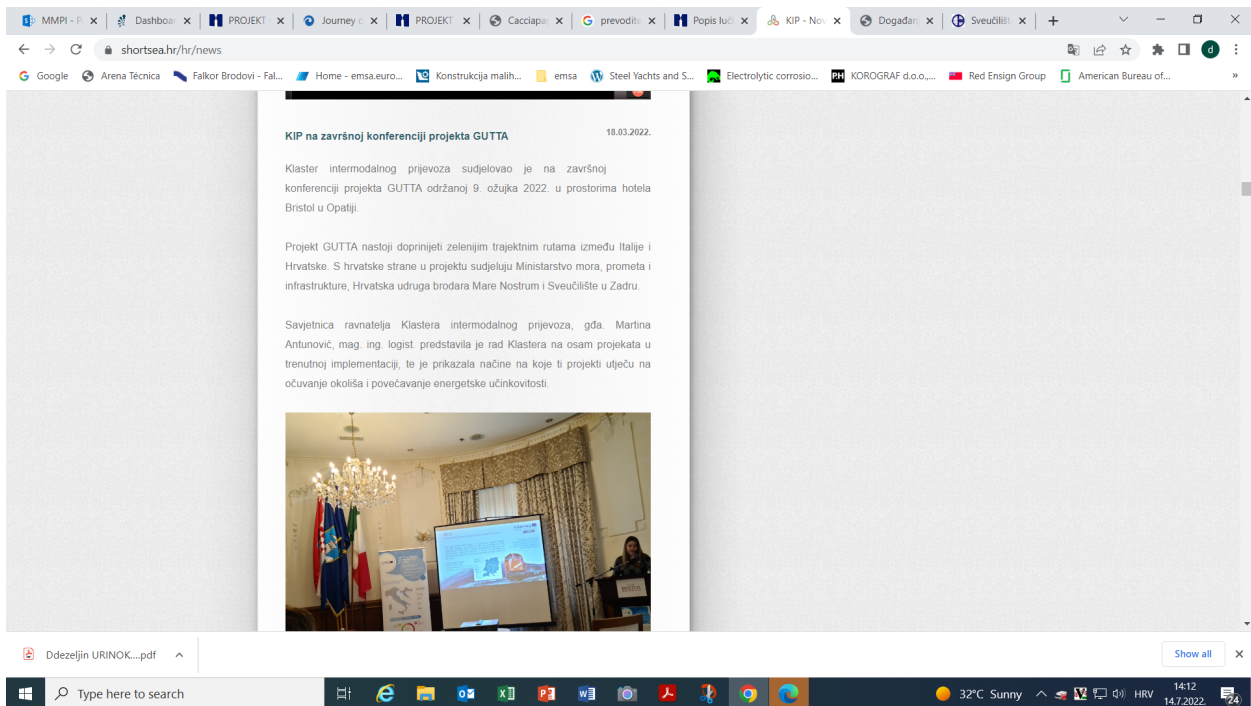 MMPI - P
Dashboar
PROJEKT
Journey o
PROJEKT
Cacciapag
prevodite
Popis luči
KIP - Nov
Događanj
Sveučilišt
shortsea.hr/hr/news
Google
Arena Técnica
Falkor Brodovi - Fal...
Home - emsa.euro...
Konstrukcija malih...
emsa
Steel Yachts and S...
Electrolytic corrosio...
PH KOROGRAF d.o.o.,...
Red Ensign Group
American Bureau of...
»
KIP na završnoj konferenciji projekta GUTTA
18.03.2022.
Klaster intermodalnog prijevoza sudjelovao je na završnoj
konferenciji projekta GUTTA održanoj 9. ožujka 2022. u prostorima hotela
Bristol u Opatiji.
Projekt GUTTA nastoji doprinijeti zelenijim trajektnim rutama između Italije i
Hrvatske. S hrvatske strane u projektu sudjeluju Ministarstvo mora, prometa i
infrastrukture, Hrvatska udruga brodara Mare Nostrum i Sveučilište u Zadru.
Savjetnica ravnatelja Klastera intermodalnog prijevoza, gđa. Martina
Antunović, mag. ing. logist. predstavila je rad Klastera na osam projekata u
trenutnoj implementaciji, te je prikazala načine na koje ti projekti utječu na
očuvanje okoliša i povećavanje energetske učinkovitosti.
BRISTOL
Ddezeljin URINOK....pdf
Show all
Type here to search
32°C Sunny
HRV
14:12
14.7.2022.
24